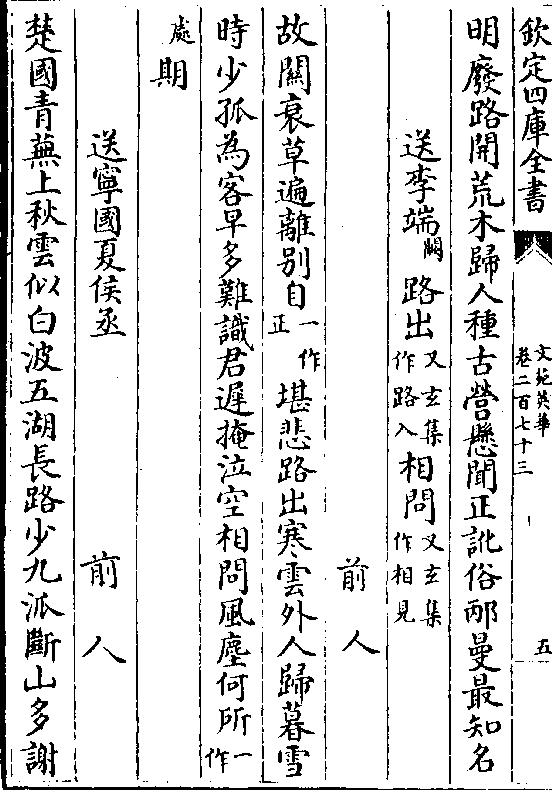 欽定四庫全書
文苑英華
卷二百七十三
五
明廢路開荒木歸人種古營懸聞正訛俗邴曼最知名
送李端闕 路出又玄集作路入相問又玄集作相見
前人
故關衰草遍離别自一作正堪悲路出寒雲外人歸暮雪
時少孤為客早多難識君遲掩泣空相問風塵何所一作
處期
送寧國夏侯丞
前人
楚國青蕪上秋雲似白波五湖長路少九派斷山多謝